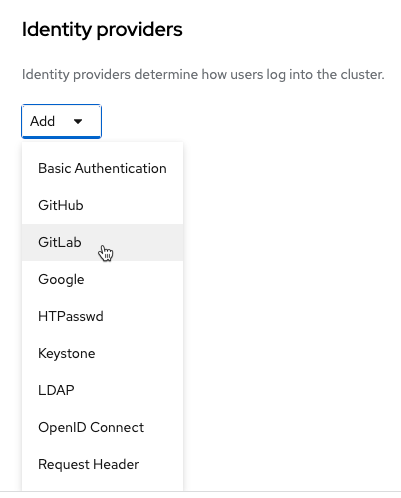 Identity providers
Identity providers determine how users log into the cluster.
Add
Basic Authentication
GitHub
GitLab
Google
HTPasswd
Keystone
LDAP
OpenID Connect
Request Header